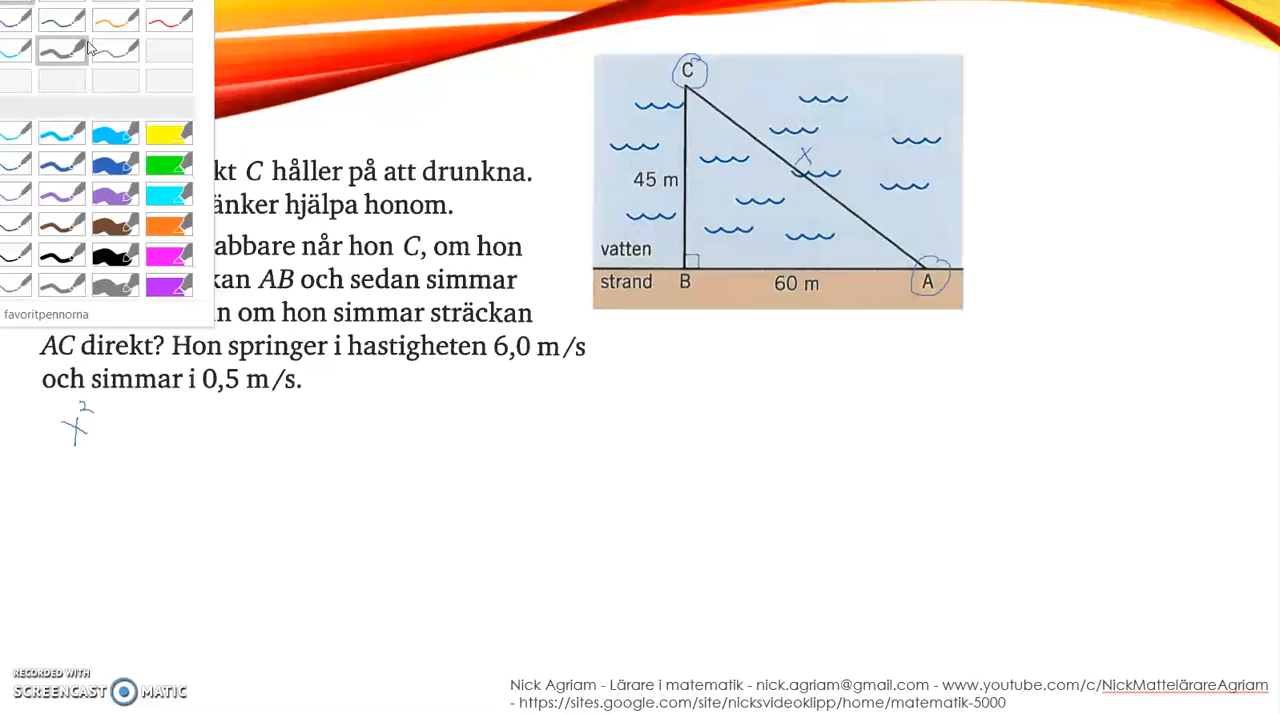 kt C håller på att drunkna.
änker hjälpa honom.
abbare når hon C, om hon
kan AB och sedan simmar
n om hon simmar sträckan
AC direkt? Hon springer i hastigheten 6,0 m/s
och simmar i 0,5 m/s.
x²
favoritpennorna
C
x
45 m
vatten
strand B 60 m A
RECORDED WITH
SCREENCAST MATIC
Nick Agriam - Lärare i matematik - nick.agriam@gmail.com - www.youtube.com/c/NickMattelärareAgriam
- https://sites.google.com/site/nicksvideoklipp/home/matematik-5000